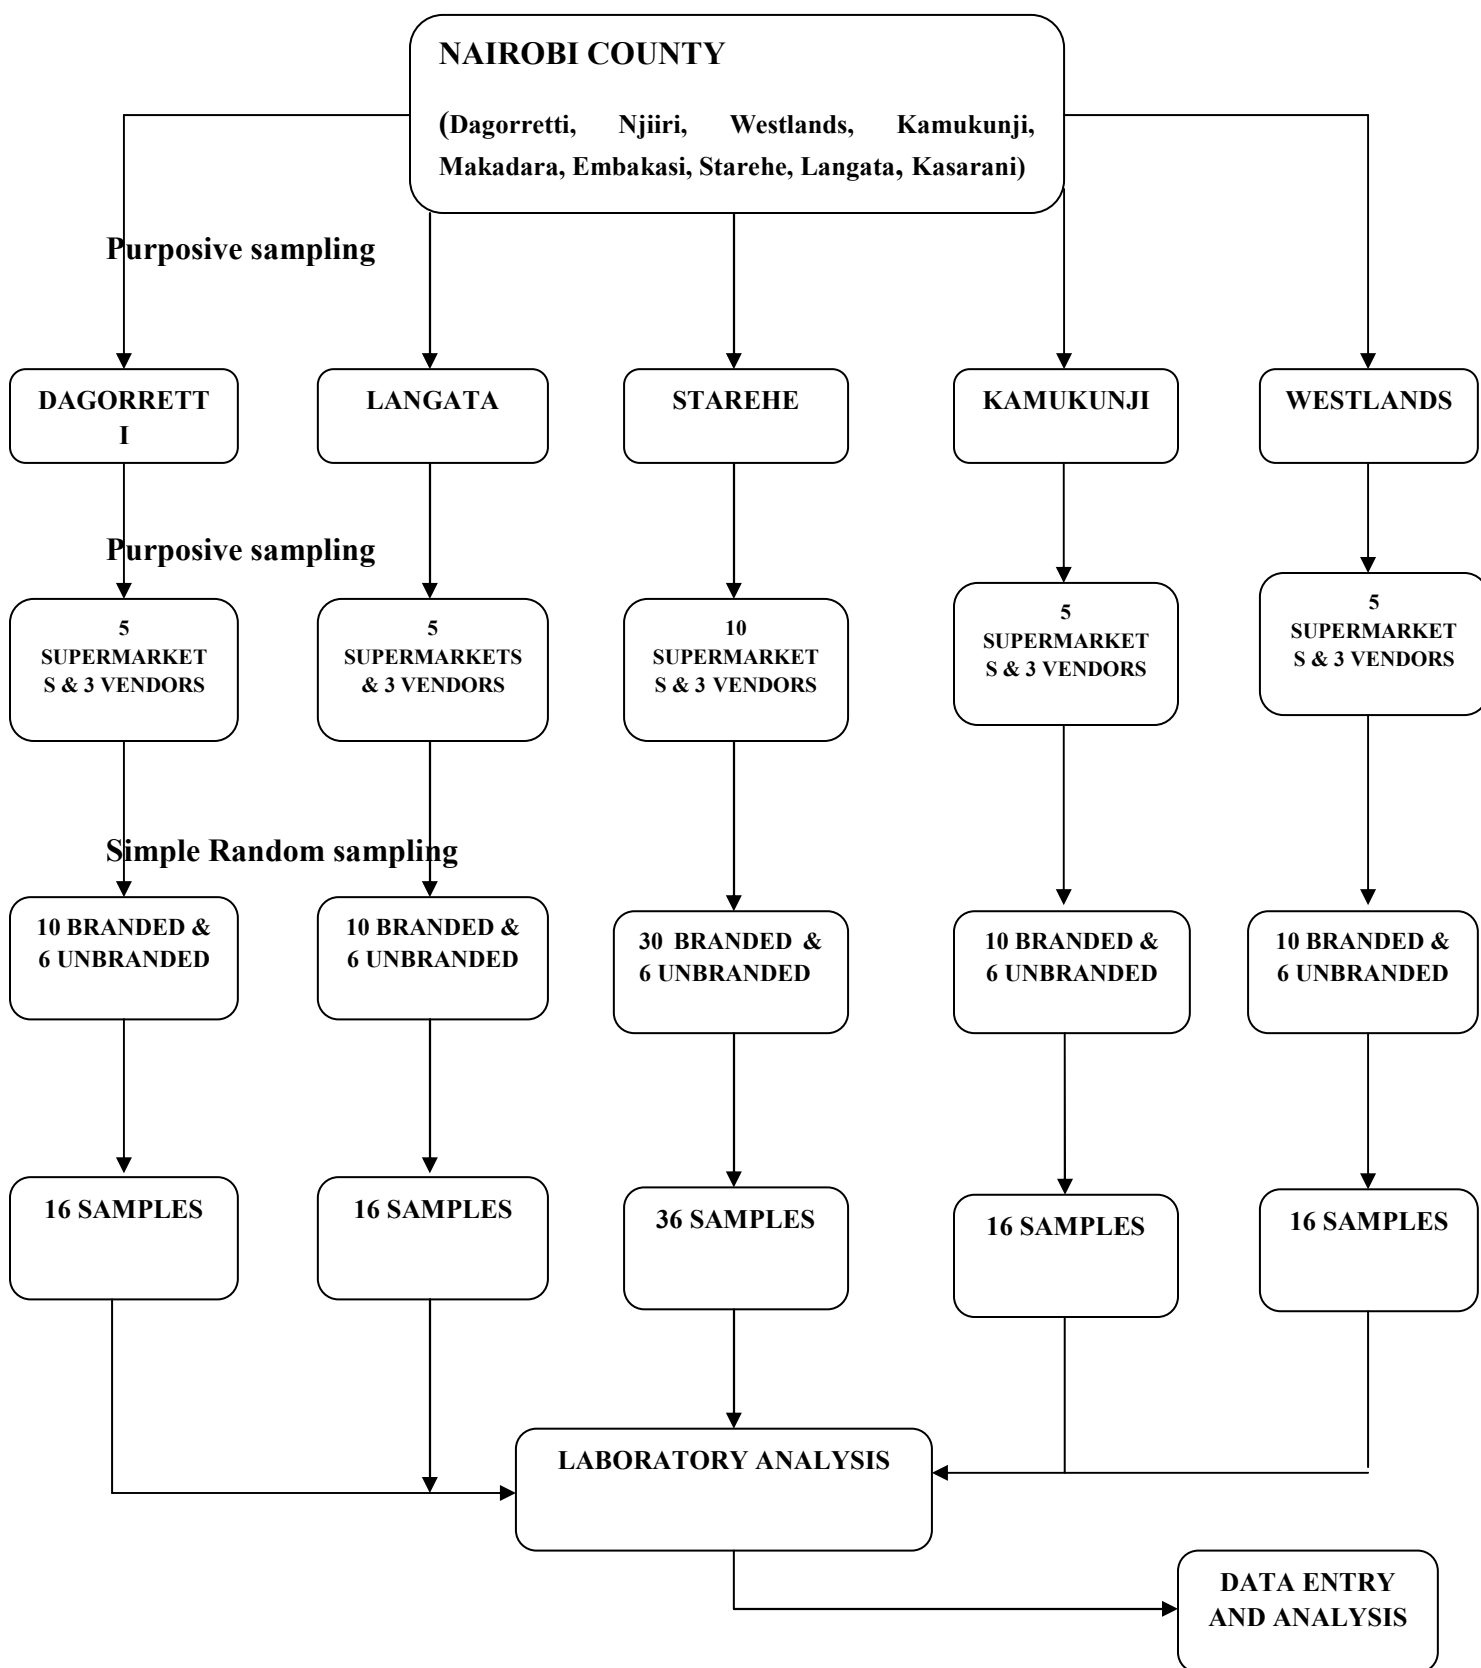 NAIROBI COUNTY
(Dagorretti, Njiiri, Westlands, Kamukunji,
Makadara, Embakasi, Starehe, Langata, Kasarani)
Purposive sampling
DAGORRETT
I
LANGATA
STAREHE
KAMUKUNJI
WESTLANDS
Purposive sampling
5
SUPERMARKET
S & 3 VENDORS
5
SUPERMARKETS
& 3 VENDORS
10
SUPERMARKET
S & 3 VENDORS
5
SUPERMARKET
S & 3 VENDORS
5
SUPERMARKET
S & 3 VENDORS
Simple Random sampling
10 BRANDED &
6 UNBRANDED
10 BRANDED &
6 UNBRANDED
30 BRANDED &
6 UNBRANDED
10 BRANDED &
6 UNBRANDED
10 BRANDED &
6 UNBRANDED
16 SAMPLES
16 SAMPLES
36 SAMPLES
16 SAMPLES
16 SAMPLES
LABORATORY ANALYSIS
DATA ENTRY
AND ANALYSIS